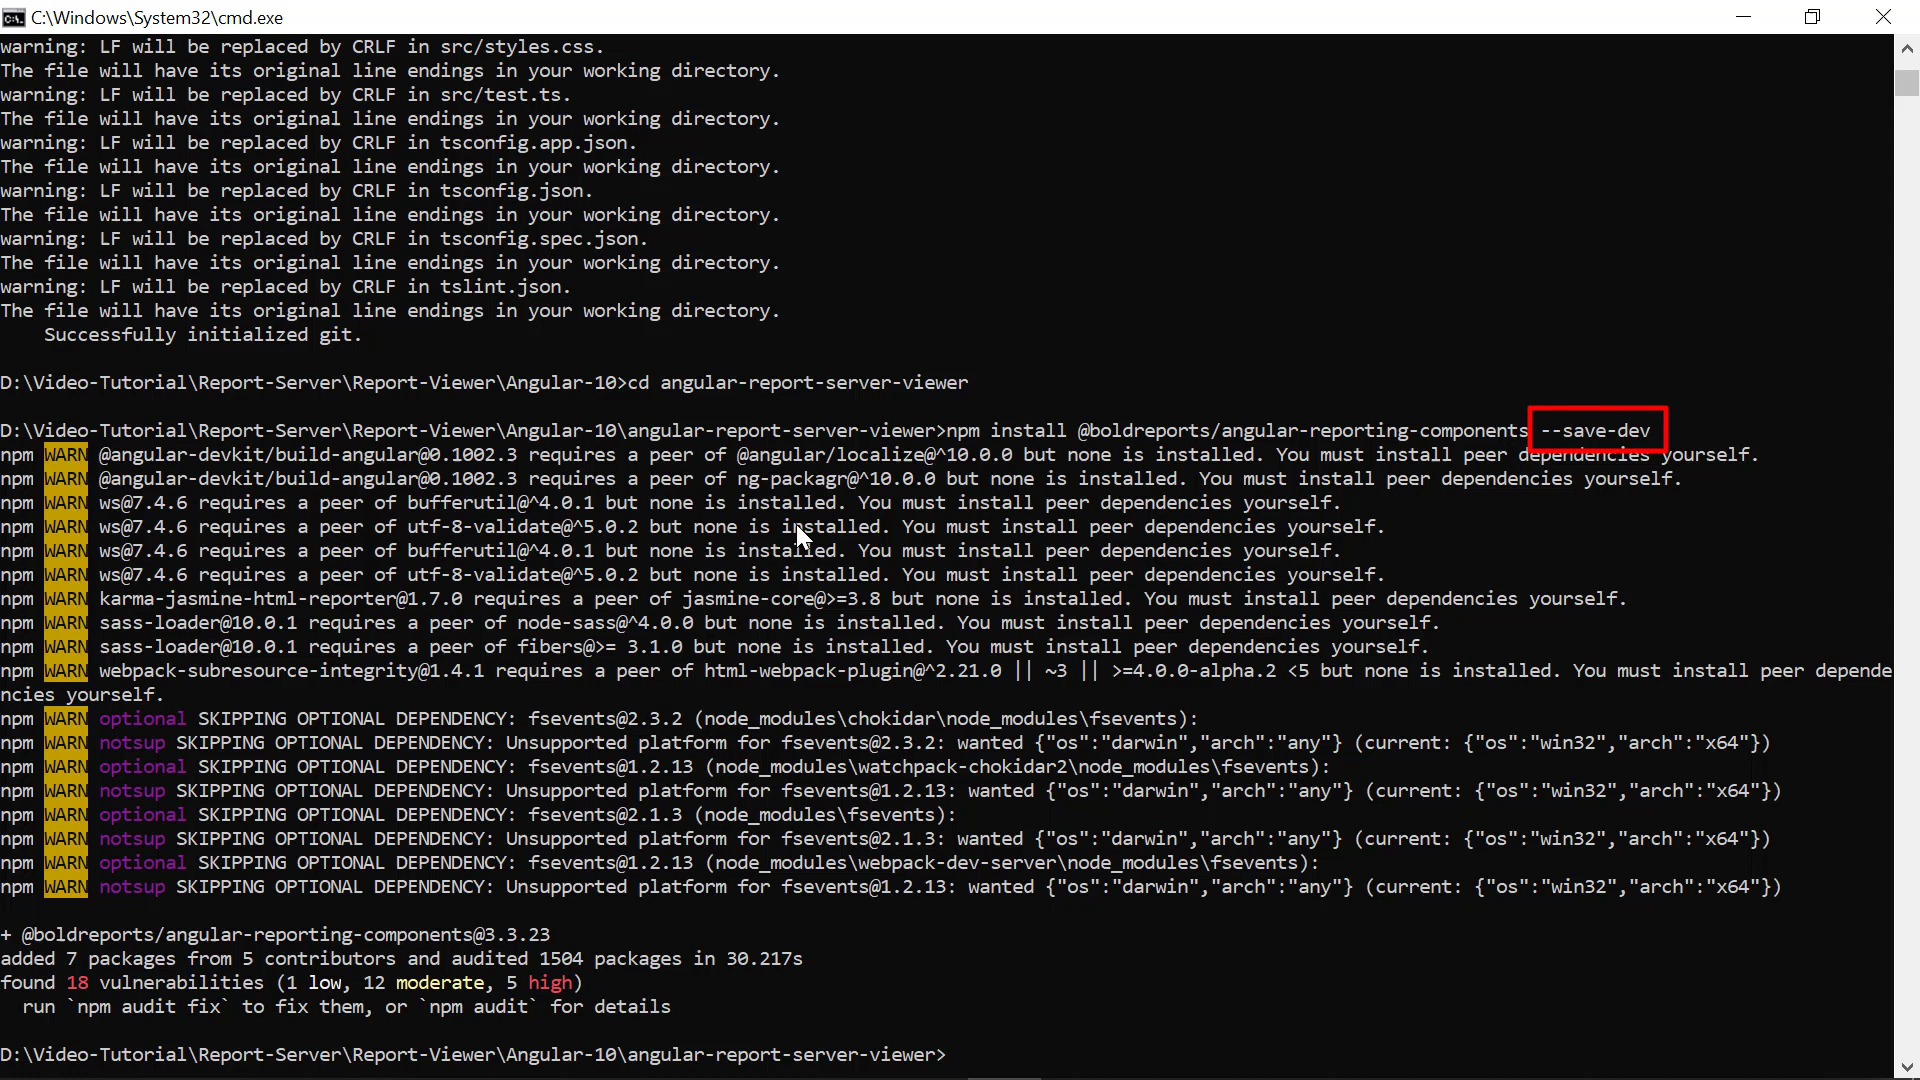 C:\Windows\System32\cmd.exe
warning: LF will be replaced by CRLF in src/styles.css.
The file will have its original line endings in your working directory.
warning: LF will be replaced by CRLF in src/test.ts.
The file will have its original line endings in your working directory.
warning: LF will be replaced by CRLF in tsconfig.app.json.
The file will have its original line endings in your working directory.
warning: LF will be replaced by CRLF in tsconfig.json.
The file will have its original line endings in your working directory.
warning: LF will be replaced by CRLF in tsconfig.spec.json.
The file will have its original line endings in your working directory.
warning: LF will be replaced by CRLF in tslint.json.
The file will have its original line endings in your working directory.
    Successfully initialized git.
D:\Video-Tutorial\Report-Server\Report-Viewer\Angular-10>cd angular-report-server-viewer
D:\Video-Tutorial\Report-Server\Report-Viewer\Angular-10\angular-report-server-viewer>npm install @boldreports/angular-reporting-components --save-dev
npm WARN @angular-devkit/build-angular@0.1002.3 requires a peer of @angular/localize@^10.0.0 but none is installed. You must install peer dependencies yourself.
npm WARN @angular-devkit/build-angular@0.1002.3 requires a peer of ng-packagr@^10.0.0 but none is installed. You must install peer dependencies yourself.
npm WARN ws@7.4.6 requires a peer of bufferutil@^4.0.1 but none is installed. You must install peer dependencies yourself.
npm WARN ws@7.4.6 requires a peer of utf-8-validate@^5.0.2 but none is installed. You must install peer dependencies yourself.
npm WARN ws@7.4.6 requires a peer of bufferutil@^4.0.1 but none is installed. You must install peer dependencies yourself.
npm WARN ws@7.4.6 requires a peer of utf-8-validate@^5.0.2 but none is installed. You must install peer dependencies yourself.
npm WARN karma-jasmine-html-reporter@1.7.0 requires a peer of jasmine-core@>=3.8 but none is installed. You must install peer dependencies yourself.
npm WARN sass-loader@10.0.1 requires a peer of node-sass@^4.0.0 but none is installed. You must install peer dependencies yourself.
npm WARN sass-loader@10.0.1 requires a peer of fibers@>= 3.1.0 but none is installed. You must install peer dependencies yourself.
npm WARN webpack-subresource-integrity@1.4.1 requires a peer of html-webpack-plugin@^2.21.0 || ~3 || >=4.0.0-alpha.2 <5 but none is installed. You must install peer depende
ncies yourself.
npm WARN optional SKIPPING OPTIONAL DEPENDENCY: fsevents@2.3.2 (node_modules\chokidar\node_modules\fsevents):
npm WARN notsup SKIPPING OPTIONAL DEPENDENCY: Unsupported platform for fsevents@2.3.2: wanted {"os":"darwin","arch":"any"} (current: {"os":"win32","arch":"x64"})
npm WARN optional SKIPPING OPTIONAL DEPENDENCY: fsevents@1.2.13 (node_modules\watchpack-chokidar2\node_modules\fsevents):
npm WARN notsup SKIPPING OPTIONAL DEPENDENCY: Unsupported platform for fsevents@1.2.13: wanted {"os":"darwin","arch":"any"} (current: {"os":"win32","arch":"x64"})
npm WARN optional SKIPPING OPTIONAL DEPENDENCY: fsevents@2.1.3 (node_modules\fsevents):
npm WARN notsup SKIPPING OPTIONAL DEPENDENCY: Unsupported platform for fsevents@2.1.3: wanted {"os":"darwin","arch":"any"} (current: {"os":"win32","arch":"x64"})
npm WARN optional SKIPPING OPTIONAL DEPENDENCY: fsevents@1.2.13 (node_modules\webpack-dev-server\node_modules\fsevents):
npm WARN notsup SKIPPING OPTIONAL DEPENDENCY: Unsupported platform for fsevents@1.2.13: wanted {"os":"darwin","arch":"any"} (current: {"os":"win32","arch":"x64"})
+ @boldreports/angular-reporting-components@3.3.23
added 7 packages from 5 contributors and audited 1504 packages in 30.217s
found 18 vulnerabilities (1 low, 12 moderate, 5 high)
  run `npm audit fix` to fix them, or `npm audit` for details
D:\Video-Tutorial\Report-Server\Report-Viewer\Angular-10\angular-report-server-viewer>